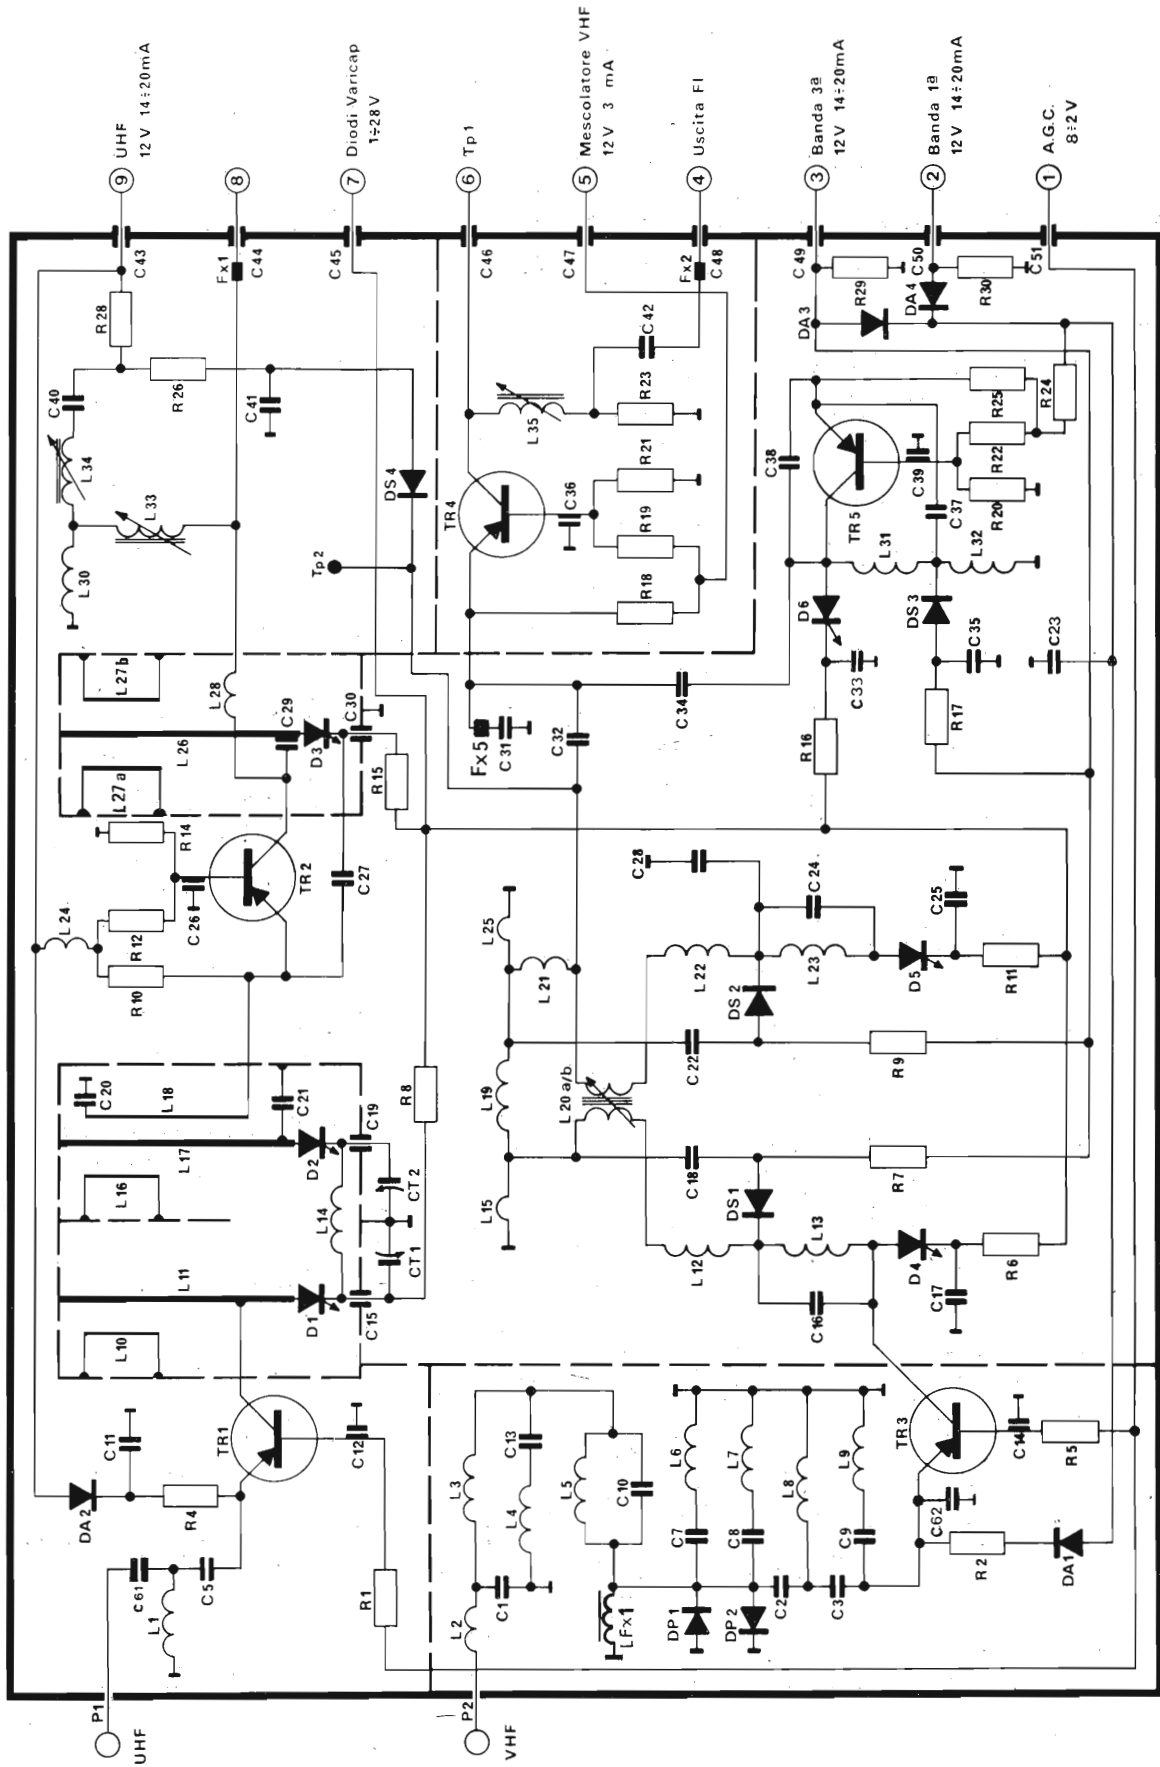 P1
UHF
C61
L1
C5
DA2
C11
R4
TR1
C12
R1
L10
L11
L16
L17
L18
C20
C21
D1
D2
L14
C15
C19
CT1
CT2
R8
L24
R10
R12
R14
C26
TR2
C27
L27a
L26
L27b
C29
D3
C30
R15
L28
L30
L33
L34
C40
R28
R26
C41
Tp2
DS4
Fx1
C43
C44
C45
9 UHF
12V 14÷20mA
8
7 Diodi Varicap
1÷28V
P2
VHF
L2
L3
C1
L4
C13
L5
C10
LFx1
DP1
DP2
C7
L6
C8
L7
C2
L8
C3
C9
L9
TR3
C62
C14
R2
R5
DA1
L15
L19
L20a/b
L21
L25
C18
C22
L12
L22
DS1
DS2
C28
L13
L23
C24
C16
D4
D5
C17
C25
R7
R9
R6
R11
Fx5
C31
C32
C34
TR4
C36
R18
R19
R21
R23
L35
C42
Fx2
C46
C47
C48
6 Tp1
5 Mescolatore VHF
12V 3 mA
4 Uscita FI
R16
C33
D6
R17
C35
DS3
C23
TR5
C38
L31
L32
C37
C39
R20
R22
R25
R24
DA3
R29
DA4
R30
C49
C50
C51
3 Banda 3ª
12V 14÷20mA
2 Banda 1ª
12V 14÷20mA
1 A.G.C.
8÷2V